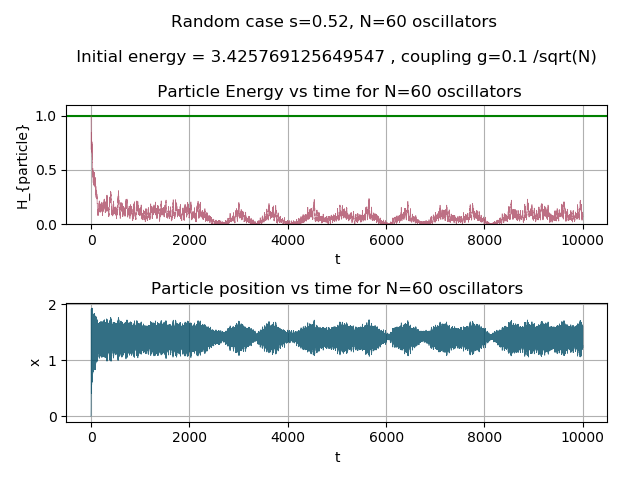 Random case s=0.52, N=60 oscillators
Initial energy = 3.425769125649547 , coupling g=0.1 /sqrt(N)
Particle Energy vs time for N=60 oscillators
1.0
0.5
0.0
H_{particle}
0 2000 4000 6000 8000 10000
t
Particle position vs time for N=60 oscillators
2
1
0
x
0 2000 4000 6000 8000 10000
t